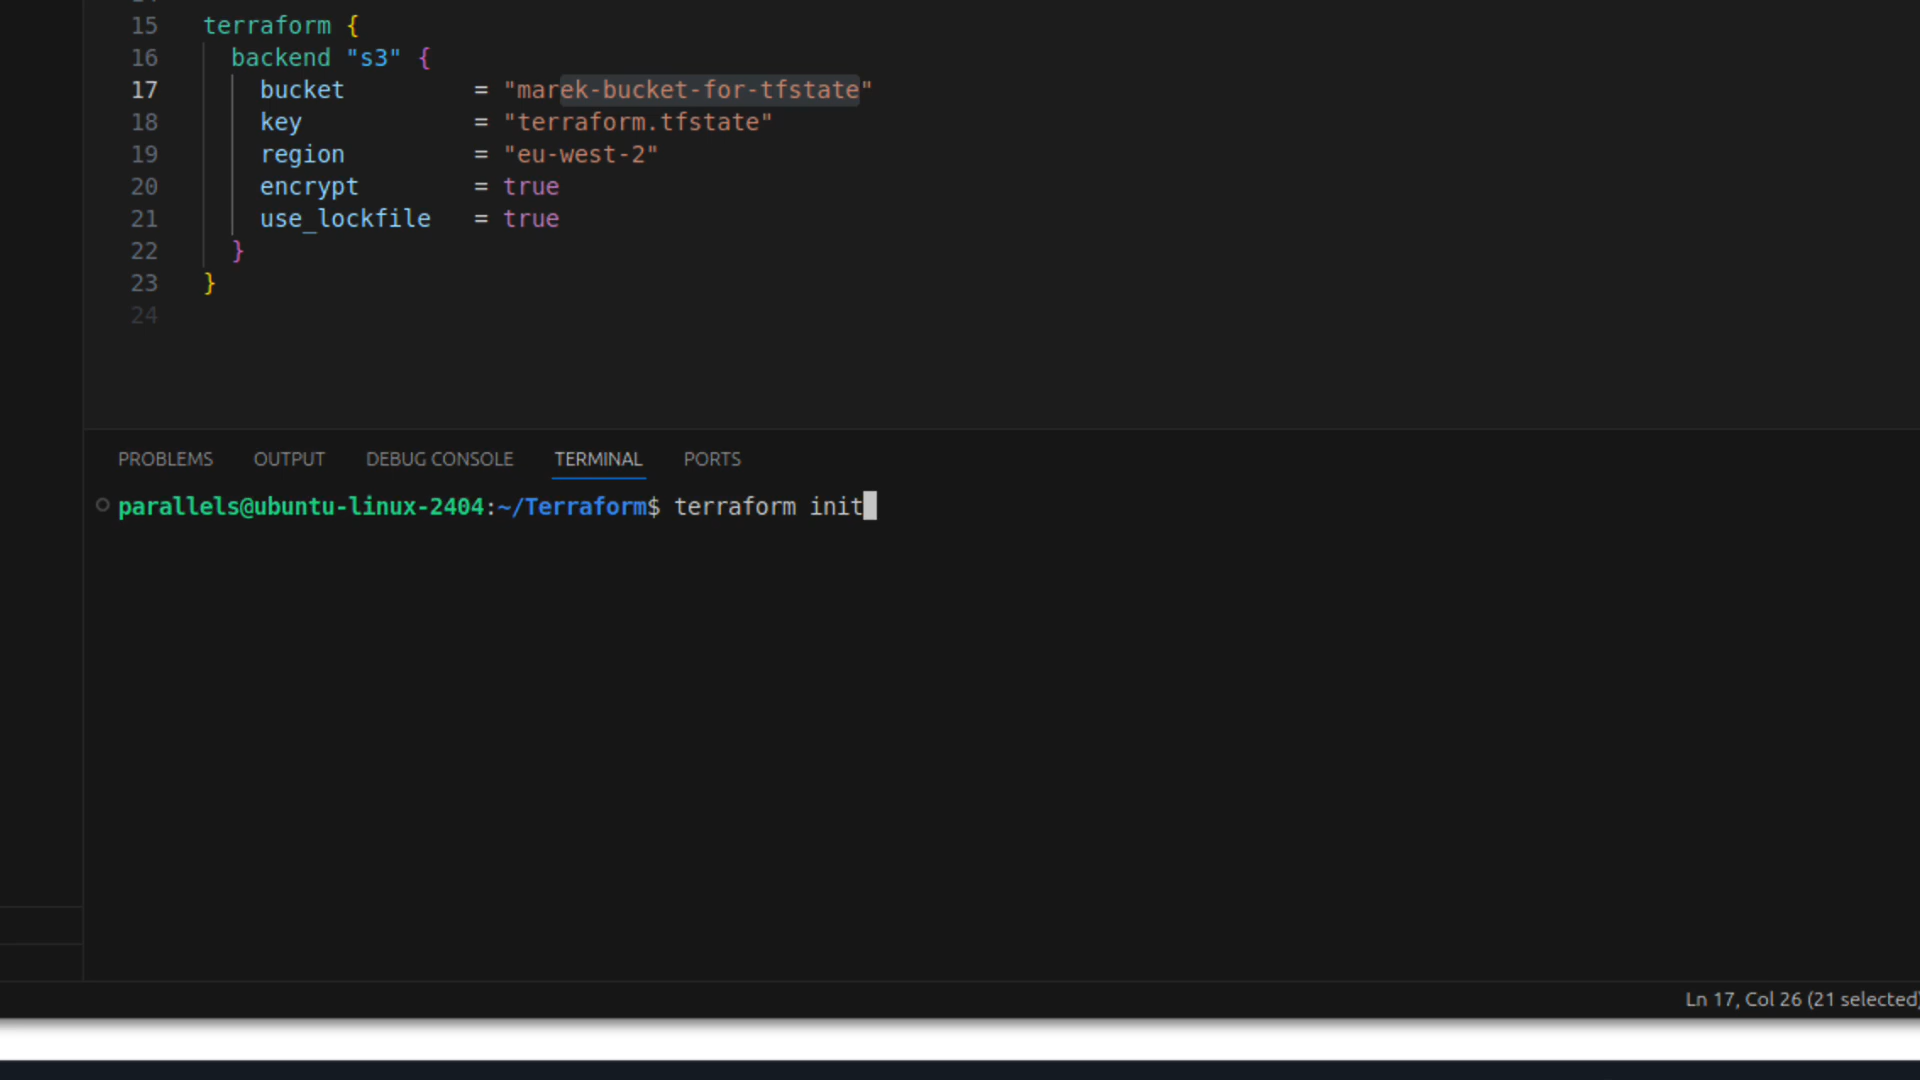 15 terraform {
16 backend "s3" {
17 bucket = "marek-bucket-for-tfstate"
18 key = "terraform.tfstate"
19 region = "eu-west-2"
20 encrypt = true
21 use_lockfile = true
22 }
23 }
24
PROBLEMS OUTPUT DEBUG CONSOLE TERMINAL PORTS
parallels@ubuntu-linux-2404:~/Terraform$ terraform init
Ln 17, Col 26 (21 selected)